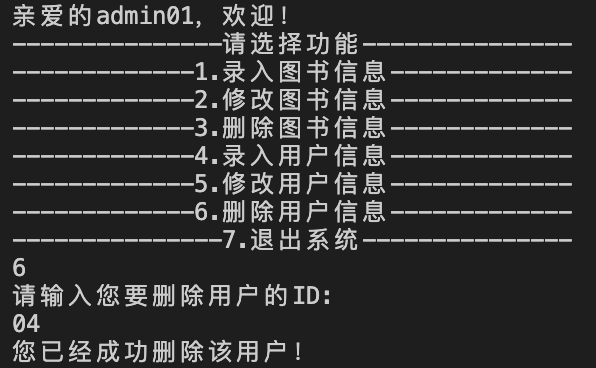 亲爱的admin01, 欢迎!
---------------请选择功能---------------
-------------1.录入图书信息-------------
-------------2.修改图书信息-------------
-------------3.删除图书信息-------------
-------------4.录入用户信息-------------
-------------5.修改用户信息-------------
-------------6.删除用户信息-------------
---------------7.退出系统---------------
6
请输入您要删除用户的ID:
04
您已经成功删除该用户!